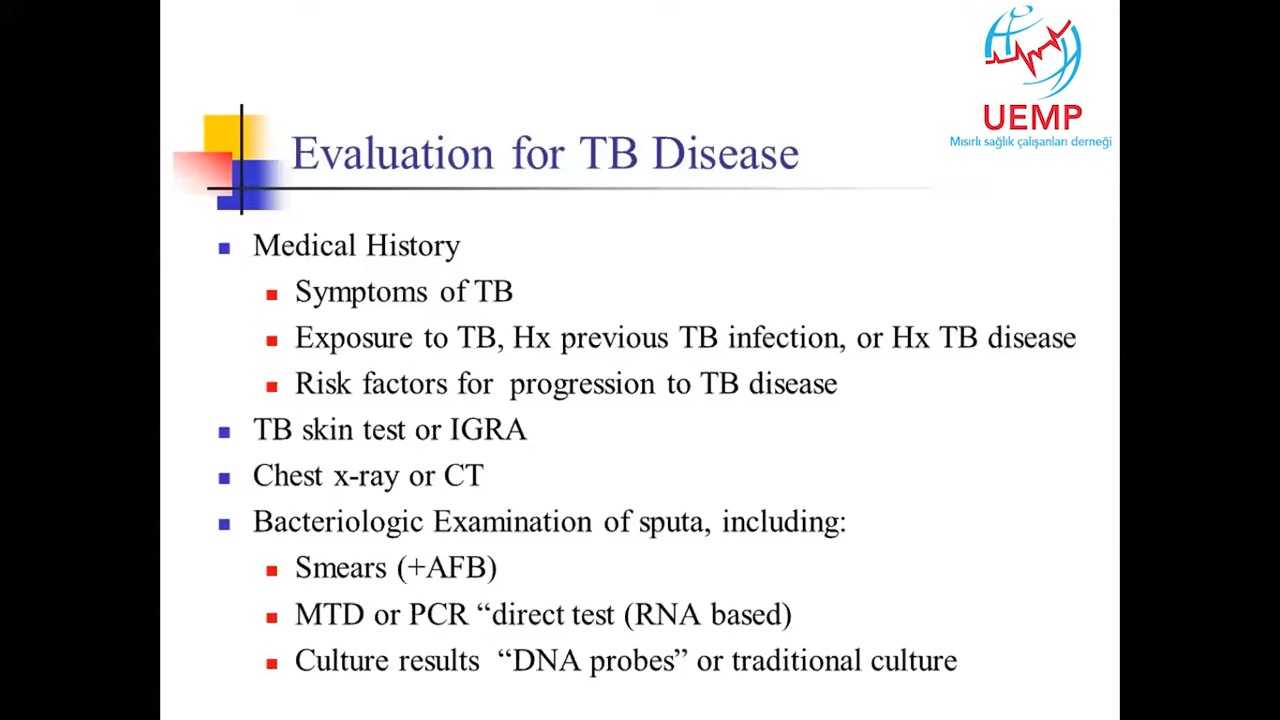 UEMP
Mısırlı sağlık çalışanları derneği
Evaluation for TB Disease
Medical History
Symptoms of TB
Exposure to TB, Hx previous TB infection, or Hx TB disease
Risk factors for progression to TB disease
TB skin test or IGRA
Chest x-ray or CT
Bacteriologic Examination of sputa, including:
Smears (+AFB)
MTD or PCR “direct test (RNA based)
Culture results “DNA probes” or traditional culture